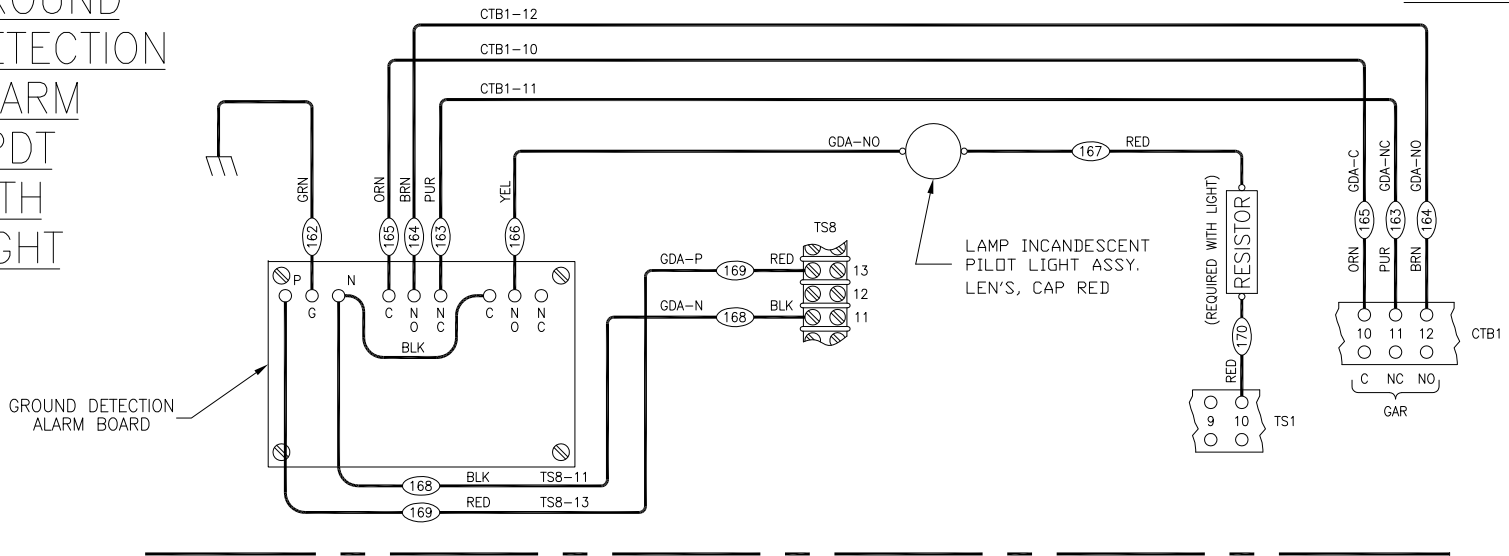 CTB1-12
CTB1-10
CTB1-11
GDA-NO
167
RED
GRN
162
ORN
165
BRN
164
PUR
163
YEL
166
P
G
N
C
NO
NC
C
NO
NC
BLK
GROUND DETECTION
ALARM BOARD
168
BLK
TS8-11
169
RED
TS8-13
GDA-P
169
RED
GDA-N
168
BLK
TS8
13
12
11
LAMP INCANDESCENT
PILOT LIGHT ASSY.
LEN'S, CAP RED
(REQUIRED WITH LIGHT)
RESISTOR
170
RED
9
10
TS1
GDA-C
165
ORN
GDA-NC
163
PUR
GDA-NO
164
BRN
10
11
12
CTB1
C
NC
NO
GAR